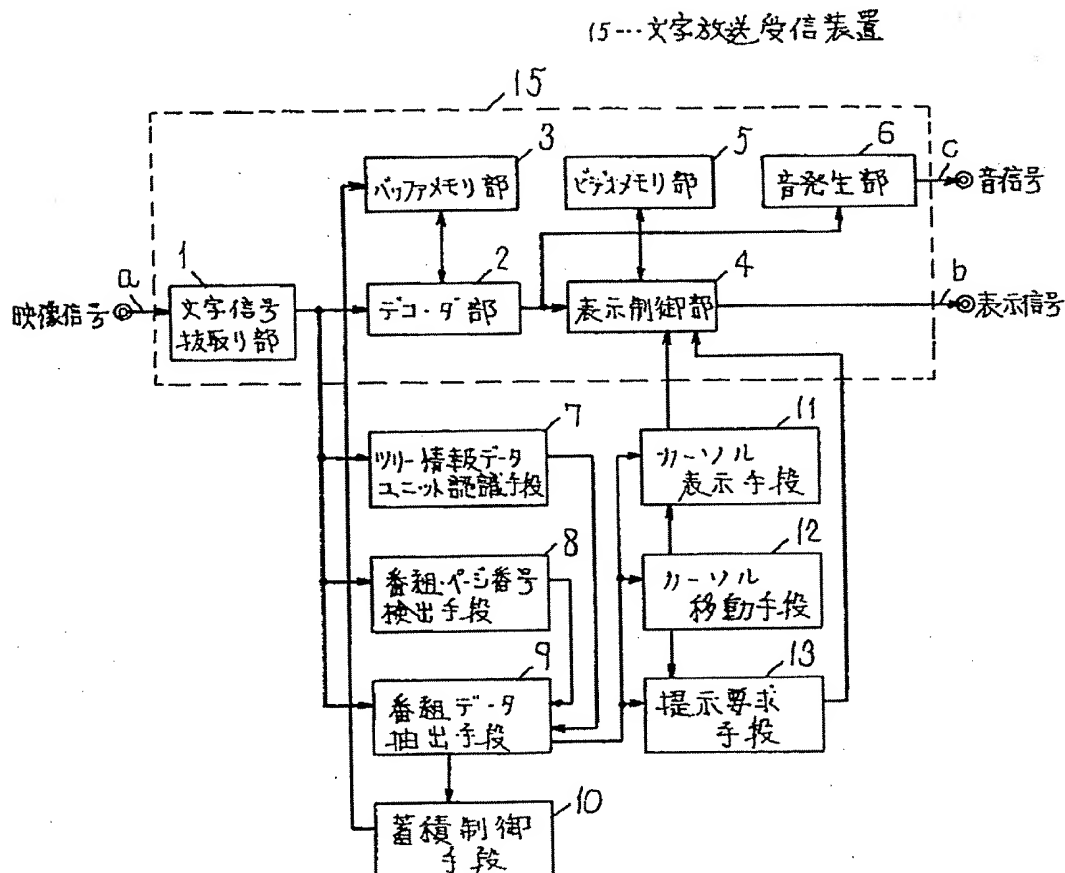 15…文字放送受信装置
15
3
5
6
c
バッファメモリ部
ビデオメモリ部
音発生部
音信号
1
2
4
a
b
映像信号
文字信号
抜取り部
デコーダ部
表示制御部
表示信号
7
11
ツリー情報データ
ユニット認識手段
カーソル
表示手段
8
12
番組・ページ番号
検出手段
カーソル
移動手段
9
13
番組データ
抽出手段
提示要求
手段
10
蓄積制御
手段